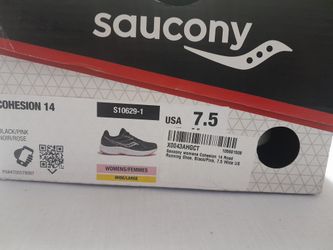 saucony
COHESION 14
S10629-1
USA 7.5
BLACK/PINK
NOIR/ROSE
WOMENS/FEMMES
WIDE/LARGE
X0043AHGCT
Saucony womens Cohesion 14 Road
Running Shoe, Black/Pink, 7.5 Wide US